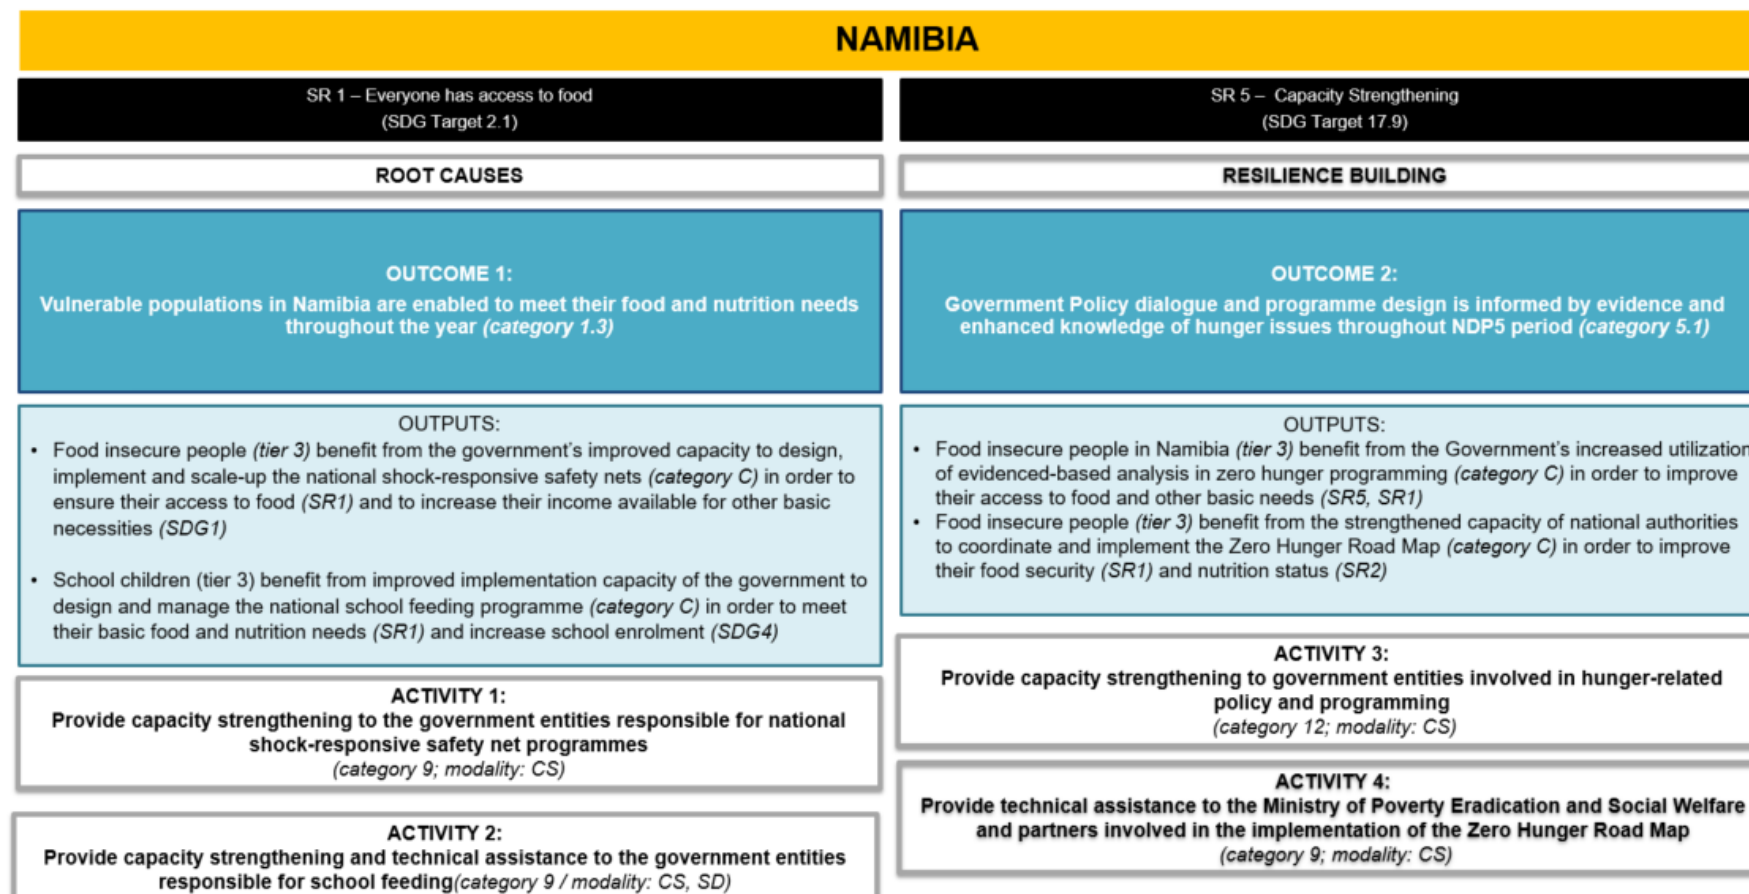 NAMIBIA
SR 1 – Everyone has access to food
(SDG Target 2.1)
ROOT CAUSES
OUTCOME 1:
Vulnerable populations in Namibia are enabled to meet their food and nutrition needs
throughout the year (category 1.3)
OUTPUTS:
• Food insecure people (tier 3) benefit from the government's improved capacity to design,
implement and scale-up the national shock-responsive safety nets (category C) in order to
ensure their access to food (SR1) and to increase their income available for other basic
necessities (SDG1)
• School children (tier 3) benefit from improved implementation capacity of the government to
design and manage the national school feeding programme (category C) in order to meet
their basic food and nutrition needs (SR1) and increase school enrolment (SDG4)
ACTIVITY 1:
Provide capacity strengthening to the government entities responsible for national
shock-responsive safety net programmes
(category 9; modality: CS)
ACTIVITY 2:
Provide capacity strengthening and technical assistance to the government entities
responsible for school feeding(category 9 / modality: CS, SD)
SR 5 – Capacity Strengthening
(SDG Target 17.9)
RESILIENCE BUILDING
OUTCOME 2:
Government Policy dialogue and programme design is informed by evidence and
enhanced knowledge of hunger issues throughout NDP5 period (category 5.1)
OUTPUTS:
• Food insecure people in Namibia (tier 3) benefit from the Government's increased utilization
of evidenced-based analysis in zero hunger programming (category C) in order to improve
their access to food and other basic needs (SR5, SR1)
• Food insecure people (tier 3) benefit from the strengthened capacity of national authorities
to coordinate and implement the Zero Hunger Road Map (category C) in order to improve
their food security (SR1) and nutrition status (SR2)
ACTIVITY 3:
Provide capacity strengthening to government entities involved in hunger-related
policy and programming
(category 12; modality: CS)
ACTIVITY 4:
Provide technical assistance to the Ministry of Poverty Eradication and Social Welfare
and partners involved in the implementation of the Zero Hunger Road Map
(category 9; modality: CS)